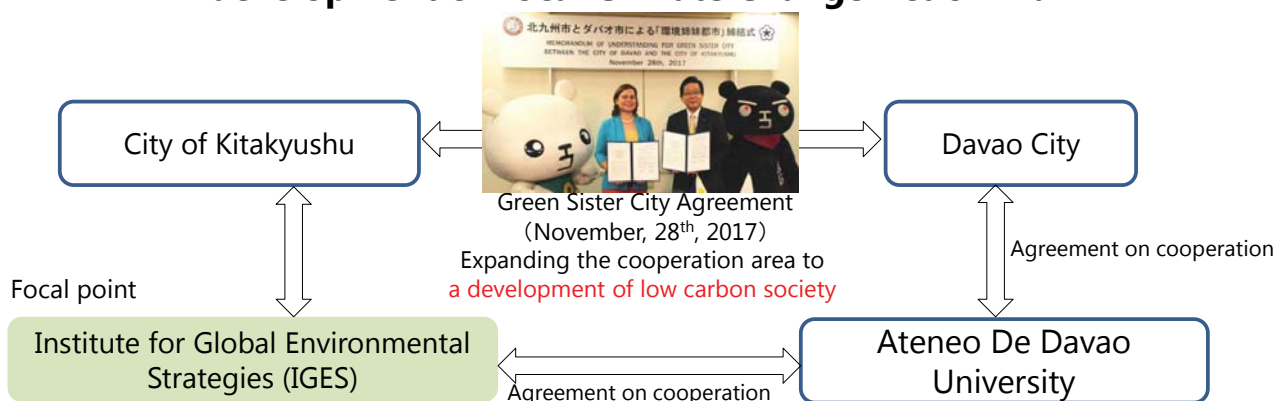 北九州市とダバオ市による「環境姉妹都市」締結式
MEMORANDUM OF UNDERSTANDING FOR GREEN SISTER CITY
BETWEEN THE CITY OF DAVAO AND THE CITY OF KITAKYUSHU
November 28th, 2017
City of Kitakyushu
Davao City
Green Sister City Agreement
（November, 28th, 2017）
Expanding the cooperation area to
a development of low carbon society
Agreement on cooperation
Focal point
Institute for Global Environmental
Strategies (IGES)
Agreement on cooperation
Ateneo De Davao
University